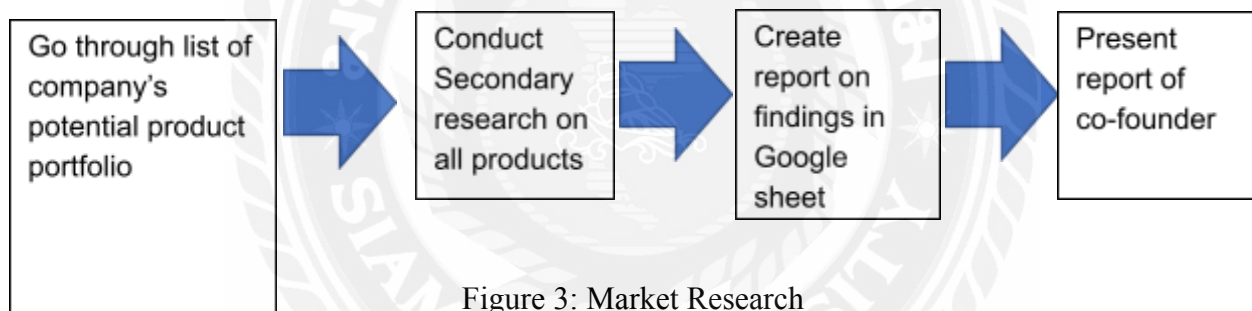 Go through list of
company's
potential product
portfolio
Conduct
Secondary
research on
all products
Create
report on
findings in
Google
sheet
Present
report of
co-founder
SIAM
Figure 3: Market Research